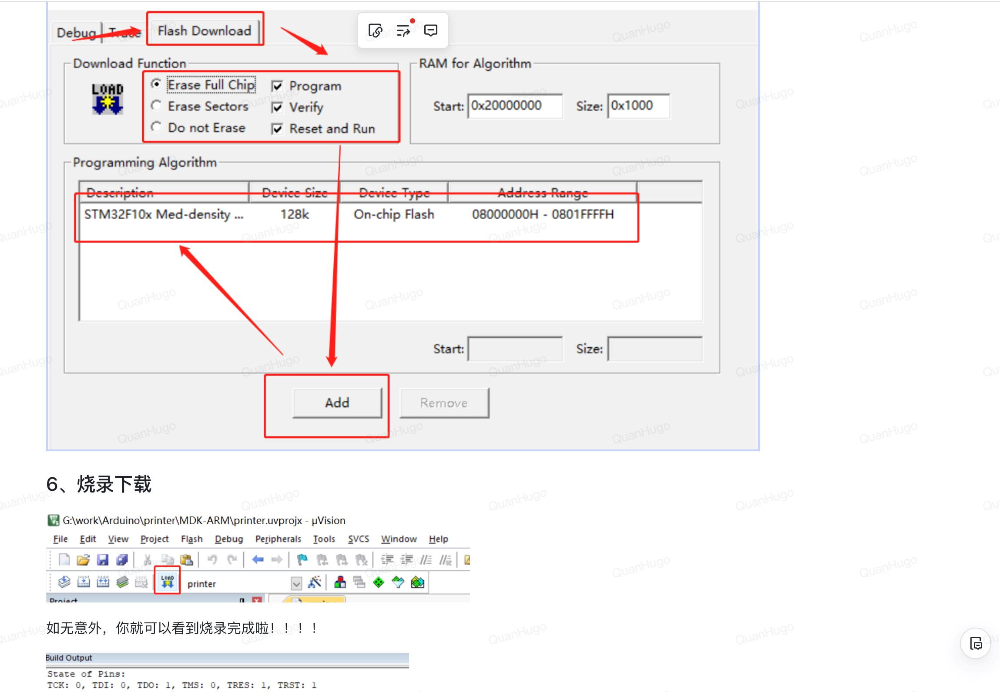 Debug Trace Flash Download
Download Function
RAM for Algorithm
LOAD
Erase Full Chip
Program
Erase Sectors
Verify
Do not Erase
Reset and Run
Start: 0x20000000 Size: 0x1000
Programming Algorithm
Description Device Size Device Type Address Range
STM32F10x Med-density ... 128k On-chip Flash 08000000H - 0801FFFFH
Start: Size:
Add Remove
6、烧录下载
G:\work\Arduino\printer\MDK-ARM\printer.uvprojx - µVision
File Edit View Project Flash Debug Peripherals Tools SVCS Window Help
LOAD printer
Project
如无意外，你就可以看到烧录完成啦！！！！
Build Output
State of Pins:
TCK: 0, TDI: 0, TDO: 1, TMS: 0, TRES: 1, TRST: 1
QuanHugo